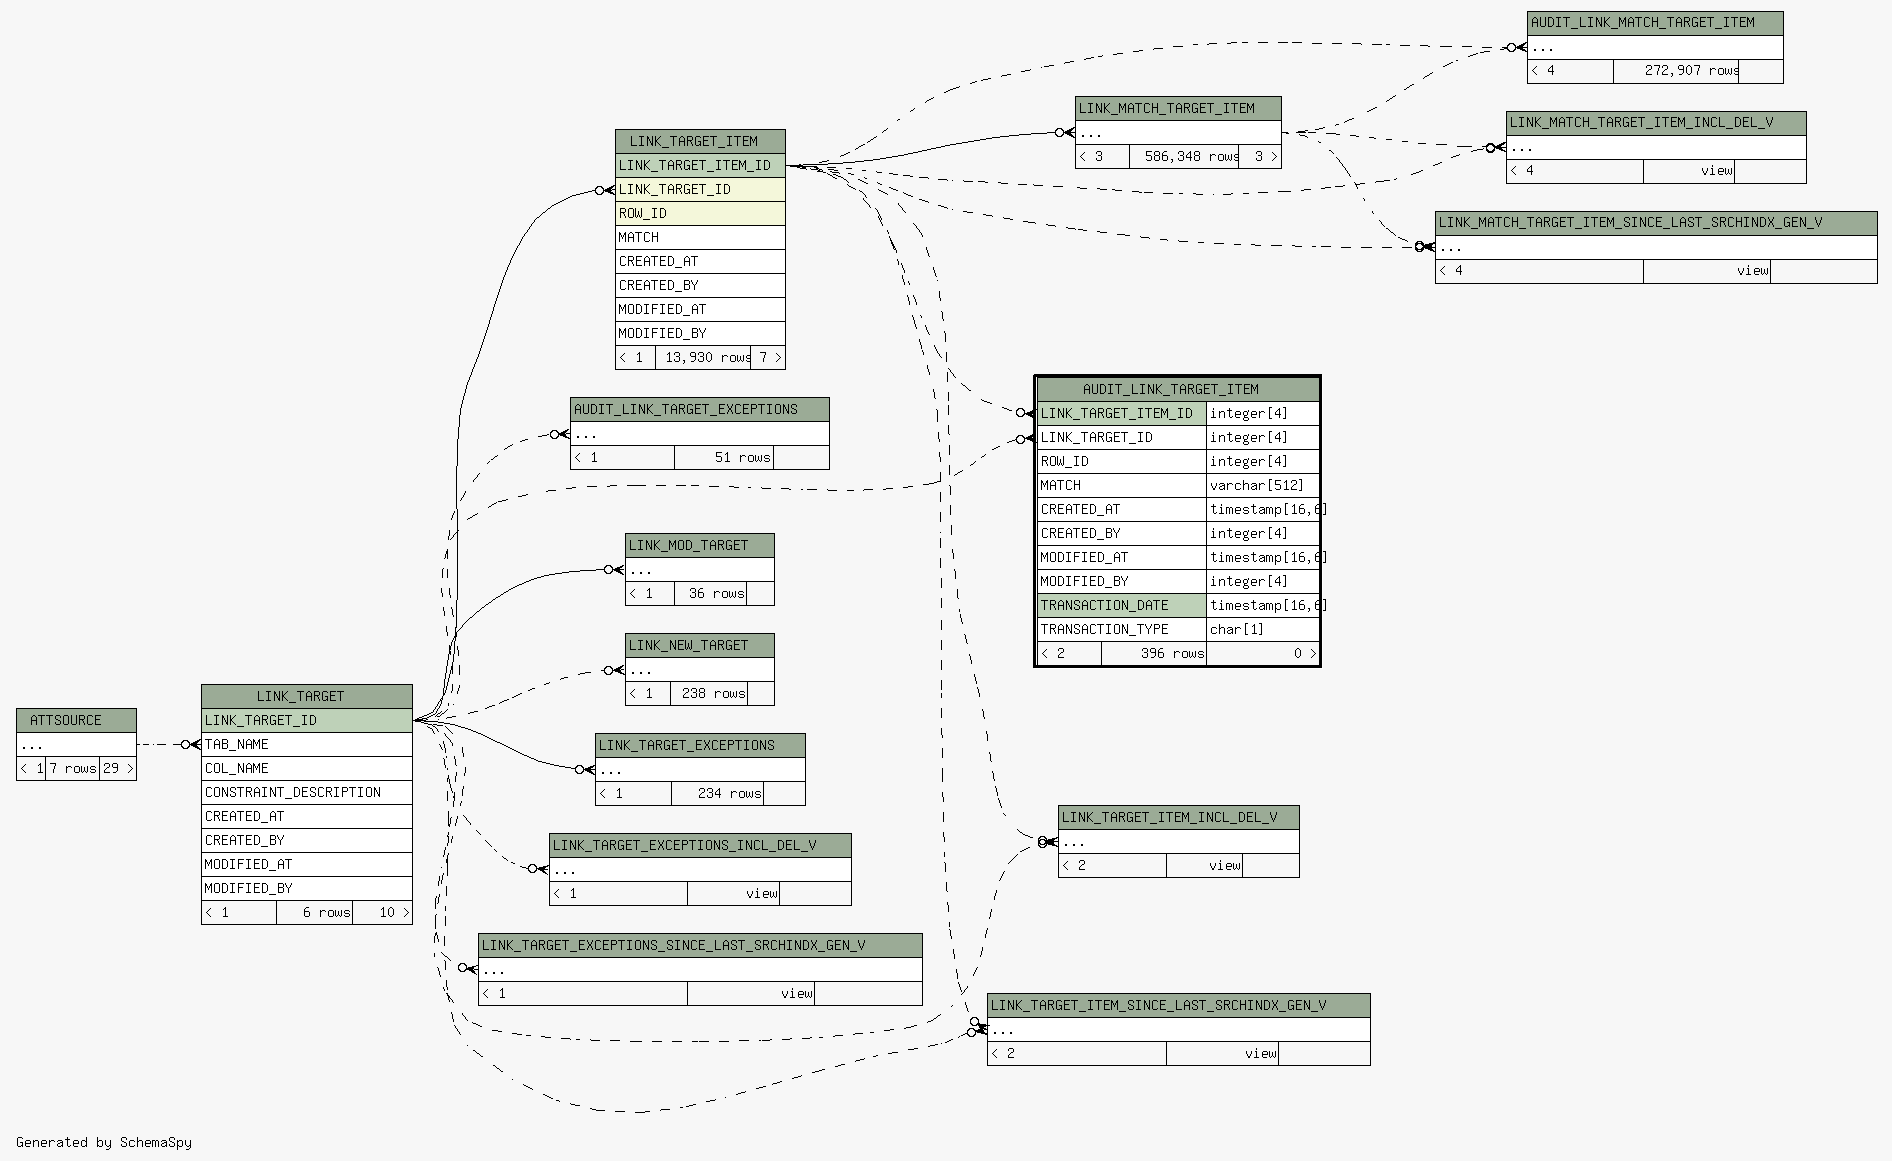 AUDIT_LINK_MATCH_TARGET_ITEM
...
< 4 272,907 rows
LINK_MATCH_TARGET_ITEM
...
< 3 586,348 rows 3 >
LINK_MATCH_TARGET_ITEM_INCL_DEL_V
...
< 4 view
LINK_MATCH_TARGET_ITEM_SINCE_LAST_SRCHINDX_GEN_V
...
< 4 view
LINK_TARGET_ITEM
LINK_TARGET_ITEM_ID
LINK_TARGET_ID
ROW_ID
MATCH
CREATED_AT
CREATED_BY
MODIFIED_AT
MODIFIED_BY
< 1 13,930 rows 7 >
AUDIT_LINK_TARGET_EXCEPTIONS
...
< 1 51 rows
AUDIT_LINK_TARGET_ITEM
LINK_TARGET_ITEM_ID integer[4]
LINK_TARGET_ID integer[4]
ROW_ID integer[4]
MATCH varchar[512]
CREATED_AT timestamp[16,6]
CREATED_BY integer[4]
MODIFIED_AT timestamp[16,6]
MODIFIED_BY integer[4]
TRANSACTION_DATE timestamp[16,6]
TRANSACTION_TYPE char[1]
< 2 396 rows 0 >
LINK_MOD_TARGET
...
< 1 36 rows
LINK_NEW_TARGET
...
< 1 238 rows
ATTSOURCE
...
< 1 7 rows 29 >
LINK_TARGET
LINK_TARGET_ID
TAB_NAME
COL_NAME
CONSTRAINT_DESCRIPTION
CREATED_AT
CREATED_BY
MODIFIED_AT
MODIFIED_BY
< 1 6 rows 10 >
LINK_TARGET_EXCEPTIONS
...
< 1 234 rows
LINK_TARGET_EXCEPTIONS_INCL_DEL_V
...
< 1 view
LINK_TARGET_ITEM_INCL_DEL_V
...
< 2 view
LINK_TARGET_EXCEPTIONS_SINCE_LAST_SRCHINDX_GEN_V
...
< 1 view
LINK_TARGET_ITEM_SINCE_LAST_SRCHINDX_GEN_V
...
< 2 view
Generated by SchemaSpy